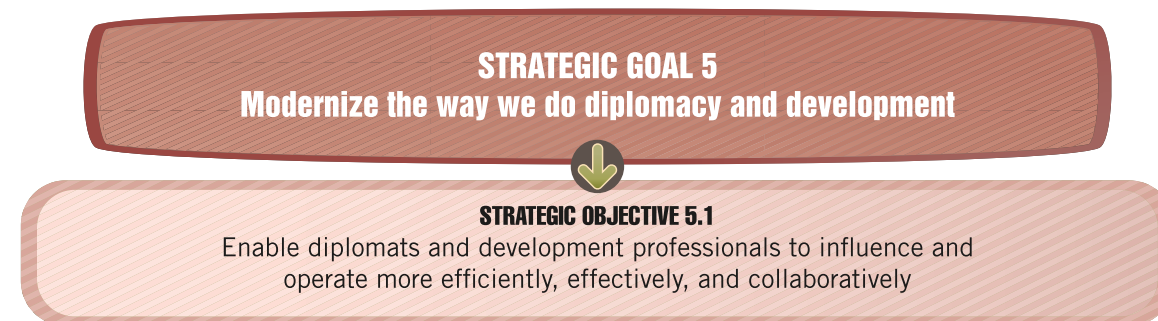 STRATEGIC GOAL 5
Modernize the way we do diplomacy and development
STRATEGIC OBJECTIVE 5.1
Enable diplomats and development professionals to influence and
operate more efficiently, effectively, and collaboratively